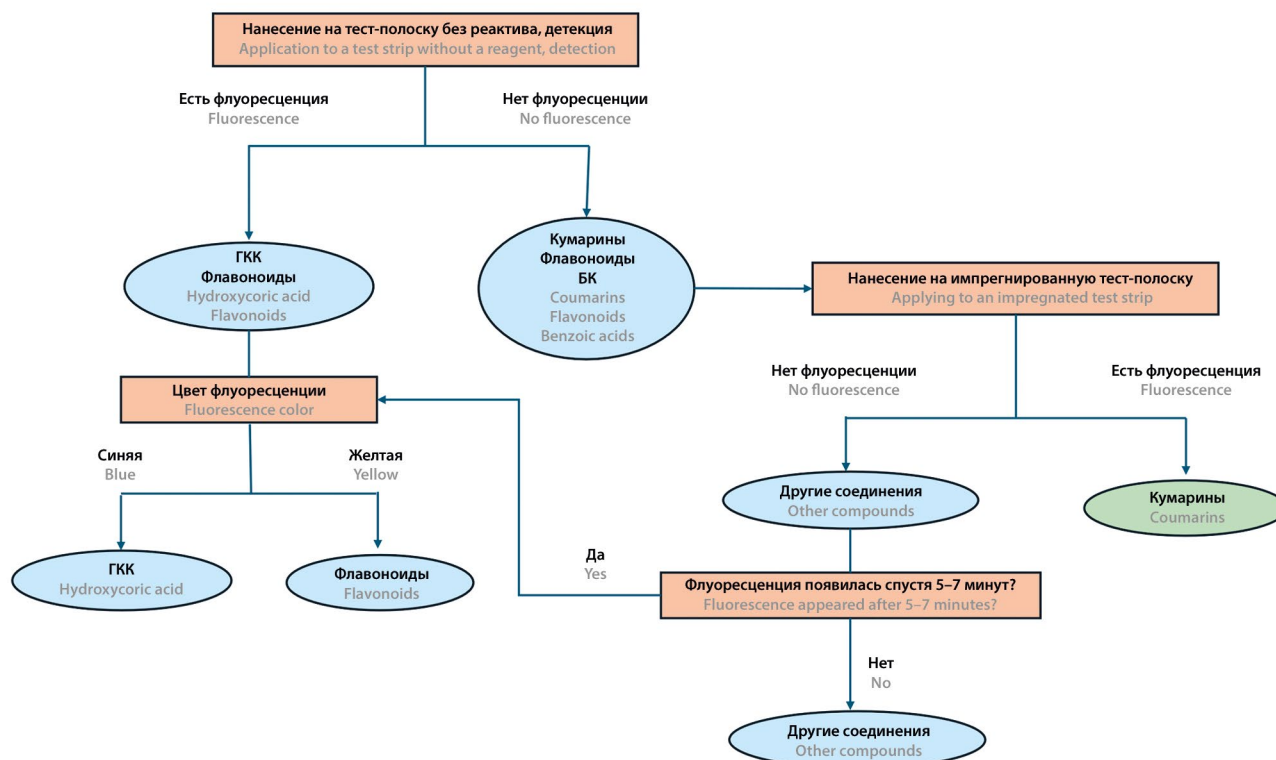 Нанесение на тест-полоску без реактива, детекция
Application to a test strip without a reagent, detection
Есть флуоресценция
Fluorescence
Нет флуоресценции
No fluorescence
ГКК
Флавоноиды
Hydroxycoric acid
Flavonoids
Кумарины
Флавоноиды
БК
Coumarins
Flavonoids
Benzoic acids
Нанесение на импрегнированную тест-полоску
Applying to an impregnated test strip
Нет флуоресценции
No fluorescence
Есть флуоресценция
Fluorescence
Цвет флуоресценции
Fluorescence color
Синяя
Blue
Желтая
Yellow
Другие соединения
Other compounds
Кумарины
Coumarins
ГКК
Hydroxycoric acid
Флавоноиды
Flavonoids
Да
Yes
Флуоресценция появилась спустя 5–7 минут?
Fluorescence appeared after 5–7 minutes?
Нет
No
Другие соединения
Other compounds